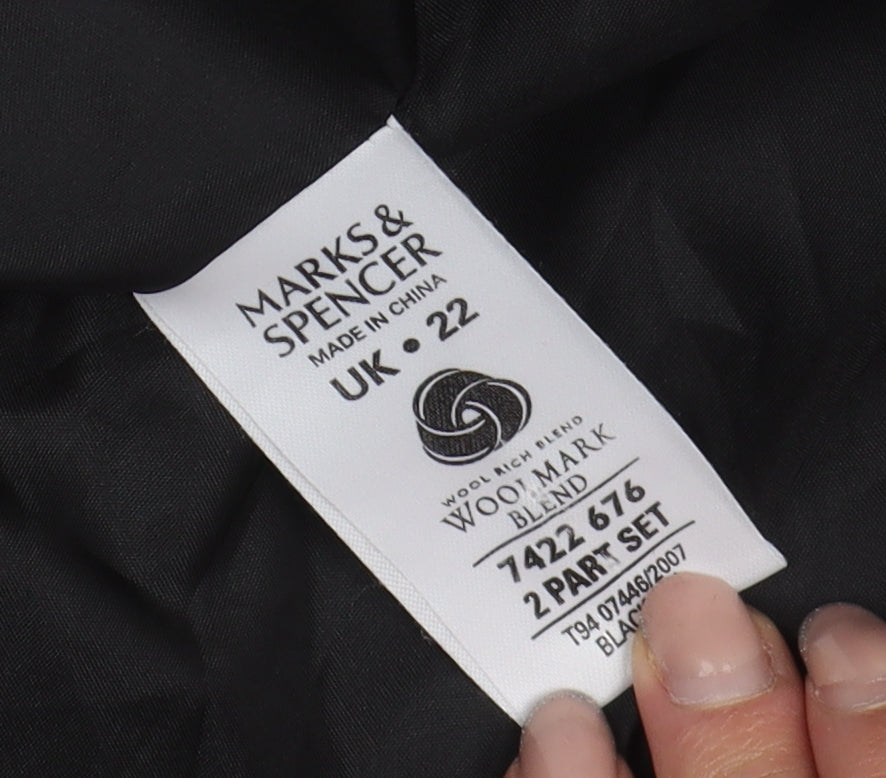 MARKS &
SPENCER
MADE IN CHINA
UK • 22
WOOL RICH BLEND
WOOLMARK
BLEND
7422 676
2 PART SET
T94 07446/2007